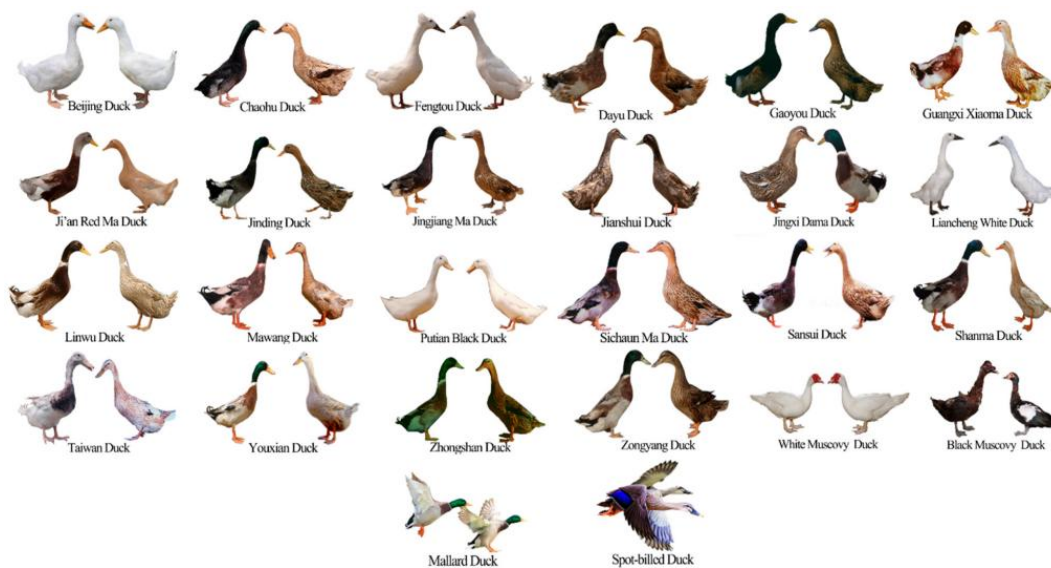 Beijing Duck
Chaohu Duck
Fengtou Duck
Dayu Duck
Gaoyou Duck
Guangxi Xiaoma Duck
Ji'an Red Ma Duck
Jinding Duck
Jingjiang Ma Duck
Jianshui Duck
Jingxi Dama Duck
Liancheng White Duck
Linwu Duck
Mawang Duck
Putian Black Duck
Sichaun Ma Duck
Sansui Duck
Shanma Duck
Taiwan Duck
Youxian Duck
Zhongshan Duck
Zongyang Duck
White Muscovy Duck
Black Muscovy Duck
Mallard Duck
Spot-billed Duck